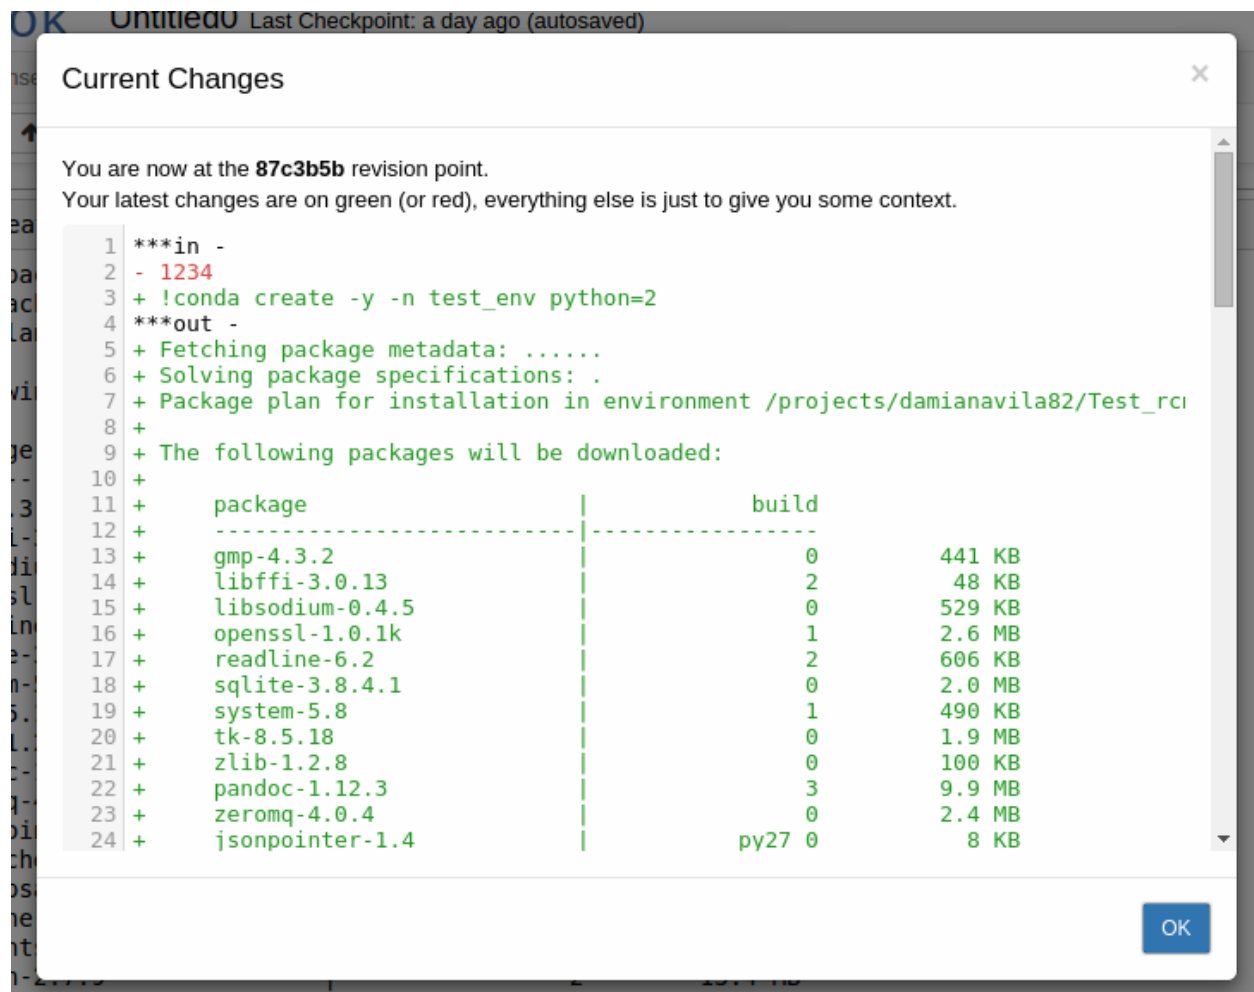 Untitled0 Last Checkpoint: a day ago (autosaved)
Current Changes
×
You are now at the 87c3b5b revision point.
Your latest changes are on green (or red), everything else is just to give you some context.
1 ***in -
2 - 1234
3 + !conda create -y -n test_env python=2
4 ***out -
5 + Fetching package metadata: ......
6 + Solving package specifications: .
7 + Package plan for installation in environment /projects/damianavila82/
8 +
9 + The following packages will be downloaded:
10 +
11 + package | build
12 + ---------------------------|-----------------
13 + gmp-4.3.2 | 0 441 KB
14 + libffi-3.0.13 | 2 48 KB
15 + libsodium-0.4.5 | 0 529 KB
16 + openssl-1.0.1k | 1 2.6 MB
17 + readline-6.2 | 2 606 KB
18 + sqlite-3.8.4.1 | 0 2.0 MB
19 + system-5.8 | 1 490 KB
20 + tk-8.5.18 | 0 1.9 MB
21 + zlib-1.2.8 | 0 100 KB
22 + pandoc-1.12.3 | 3 9.9 MB
23 + zeromq-4.0.4 | 0 2.4 MB
24 + jsonpointer-1.4 | py27 0 8 KB
OK